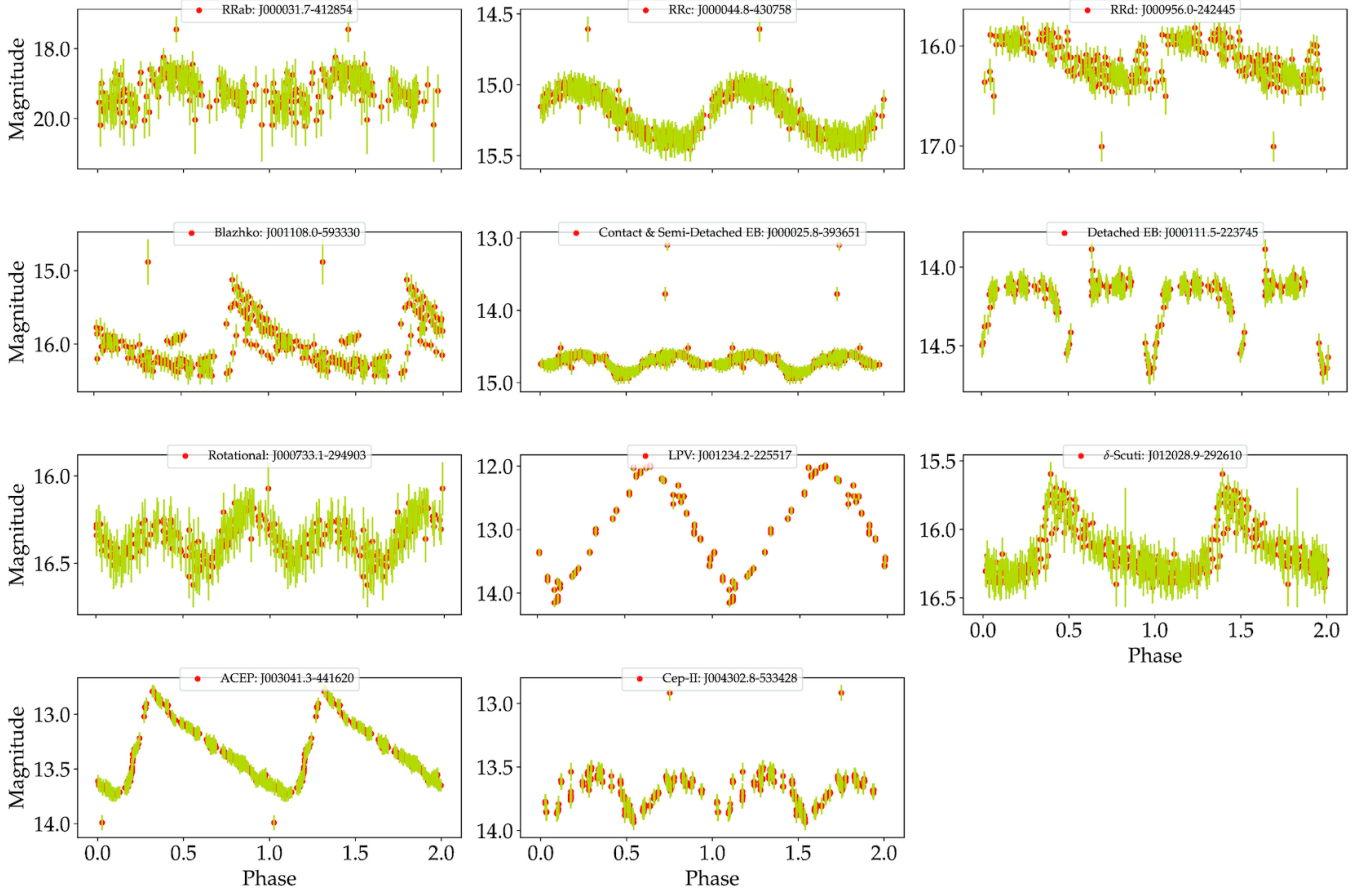 RRab: J000031.7-412854
RRc: J000044.8-430758
RRd: J000956.0-242445
Magnitude
18.0
20.0
14.5
15.0
15.5
16.0
17.0
Blazhko: J001108.0-593330
Contact & Semi-Detached EB: J000025.8-393651
Detached EB: J000111.5-223745
Magnitude
15.0
16.0
13.0
14.0
15.0
14.0
14.5
Rotational: J000733.1-294903
LPV: J001234.2-225517
δ-Scuti: J012028.9-292610
Magnitude
16.0
16.5
12.0
13.0
14.0
15.5
16.0
16.5
0.0 0.5 1.0 1.5 2.0
Phase
ACEP: J003041.3-441620
Cep-II: J004302.8-533428
Magnitude
13.0
13.5
14.0
13.0
13.5
14.0
0.0 0.5 1.0 1.5 2.0
Phase
0.0 0.5 1.0 1.5 2.0
Phase